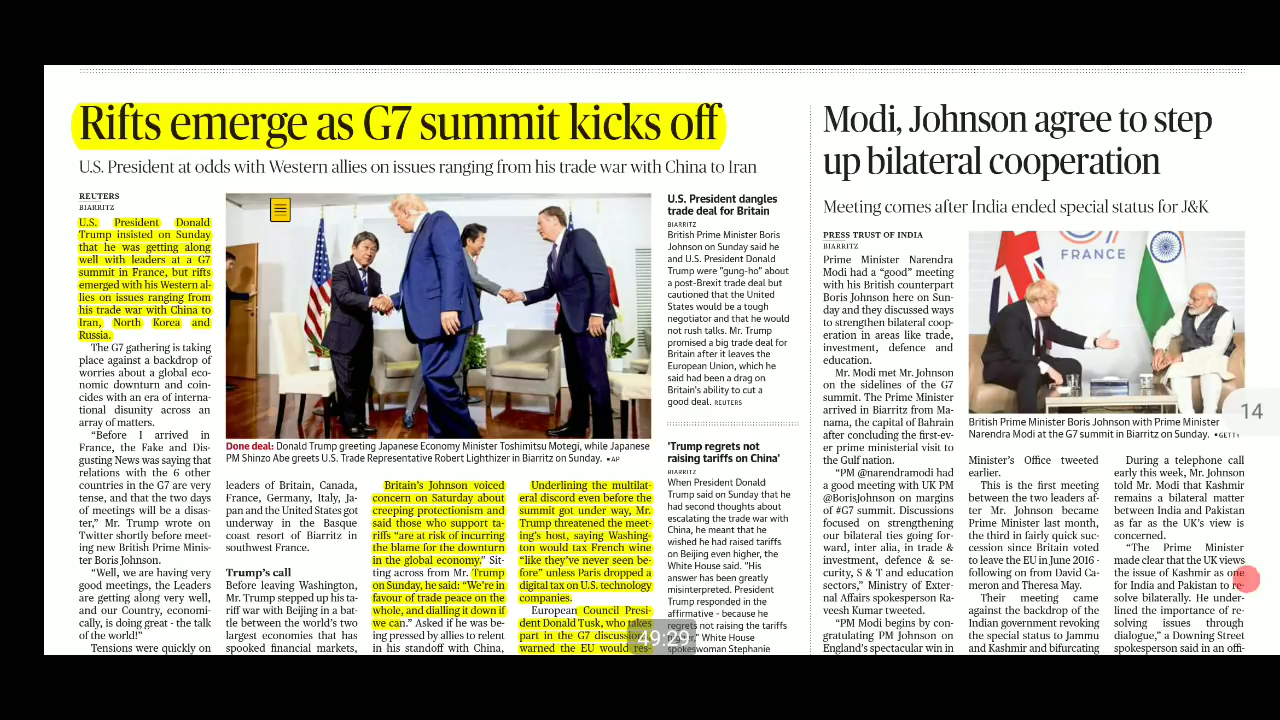 Rifts emerge as G7 summit kicks off
U.S. President at odds with Western allies on issues ranging from his trade war with China to Iran
REUTERS
BIARRITZ
U.S. President Donald
Trump insisted on Sunday
that he was getting along
well with leaders at a G7
summit in France, but rifts
emerged with his Western al-
lies on issues ranging from
his trade war with China to
Iran, North Korea and
Russia.
The G7 gathering is taking
place against a backdrop of
worries about a global eco-
nomic downturn and coin-
cides with an era of interna-
tional disunity across an
array of matters.
“Before I arrived in
France, the Fake and Dis-
gusting News was saying that
relations with the 6 other
countries in the G7 are very
tense, and that the two days
of meetings will be a disas-
ter,” Mr. Trump wrote on
Twitter shortly before meet-
ing new British Prime Minis-
ter Boris Johnson.
“Well, we are having very
good meetings, the Leaders
are getting along very well,
and our Country, economi-
cally, is doing great - the talk
of the world!”
Tensions were quickly on
FRANCE
Done deal: Donald Trump greeting Japanese Economy Minister Toshimitsu Motegi, while Japanese
PM Shinzo Abe greets U.S. Trade Representative Robert Lighthizer in Biarritz on Sunday. ▪AP
leaders of Britain, Canada,
France, Germany, Italy, Ja-
pan and the United States got
underway in the Basque
coast resort of Biarritz in
southwest France.
Trump’s call
Before leaving Washington,
Mr. Trump stepped up his ta-
riff war with Beijing in a bat-
tle between the world’s two
largest economies that has
spooked financial markets,
Britain’s Johnson voiced
concern on Saturday about
creeping protectionism and
said those who support ta-
riffs “are at risk of incurring
the blame for the downturn
in the global economy.” Sit-
ting across from Mr. Trump
on Sunday, he said: “We’re in
favour of trade peace on the
whole, and dialling it down if
we can.” Asked if he was be-
ing pressed by allies to relent
in his standoff with China,
Underlining the multilat-
eral discord even before the
summit got under way, Mr.
Trump threatened the meet-
ing’s host, saying Washing-
ton would tax French wine
“like they’ve never seen be-
fore” unless Paris dropped a
digital tax on U.S. technology
companies.
European Council Presi-
dent Donald Tusk, who takes
part in the G7 discussions,
warned the EU would res-
U.S. President dangles
trade deal for Britain
BIARRITZ
British Prime Minister Boris
Johnson on Sunday said he
and U.S. President Donald
Trump were "gung-ho" about
a post-Brexit trade deal but
cautioned that the United
States would be a tough
negotiator and that he would
not rush talks. Mr. Trump
promised a big trade deal for
Britain after it leaves the
European Union, which he
said had been a drag on
Britain's ability to cut a
good deal. REUTERS
'Trump regrets not
raising tariffs on China'
BIARRITZ
When President Donald
Trump said on Sunday that he
had second thoughts about
escalating the trade war with
China, he meant that he
wished he had raised tariffs
on Beijing even higher, the
White House said. "His
answer has been greatly
misinterpreted. President
Trump responded in the
affirmative - because he
regrets not raising the tariffs
White House
spokeswoman Stephanie
49:29
Modi, Johnson agree to step
up bilateral cooperation
Meeting comes after India ended special status for J&K
PRESS TRUST OF INDIA
BIARRITZ
Prime Minister Narendra
Modi had a “good” meeting
with his British counterpart
Boris Johnson here on Sun-
day and they discussed ways
to strengthen bilateral coop-
eration in areas like trade,
investment, defence and
education.
Mr. Modi met Mr. Johnson
on the sidelines of the G7
summit. The Prime Minister
arrived in Biarritz from Ma-
nama, the capital of Bahrain
after concluding the first-ev-
er prime ministerial visit to
the Gulf nation.
“PM @narendramodi had
a good meeting with UK PM
@BorisJohnson on margins
of #G7 summit. Discussions
focused on strengthening
our bilateral ties going for-
ward, inter alia, in trade &
investment, defence & se-
curity, S & T and education
sectors,” Ministry of Exter-
nal Affairs spokesperson Ra-
veesh Kumar tweeted.
“PM Modi begins by con-
gratulating PM Johnson on
England’s spectacular win in
British Prime Minister Boris Johnson with Prime Minister
Narendra Modi at the G7 summit in Biarritz on Sunday. ▪GETTY
14
Minister’s Office tweeted
earlier.
This is the first meeting
between the two leaders af-
ter Mr. Johnson became
Prime Minister last month,
the third in fairly quick suc-
cession since Britain voted
to leave the EU in June 2016 -
following on from David Ca-
meron and Theresa May.
Their meeting came
against the backdrop of the
Indian government revoking
the special status to Jammu
and Kashmir and bifurcating
During a telephone call
early this week, Mr. Johnson
told Mr. Modi that Kashmir
remains a bilateral matter
between India and Pakistan
as far as the UK’s view is
concerned.
“The Prime Minister
made clear that the UK views
the issue of Kashmir as one
for India and Pakistan to re-
solve bilaterally. He under-
lined the importance of re-
solving issues through
dialogue,” a Downing Street
spokesperson said in an offi-